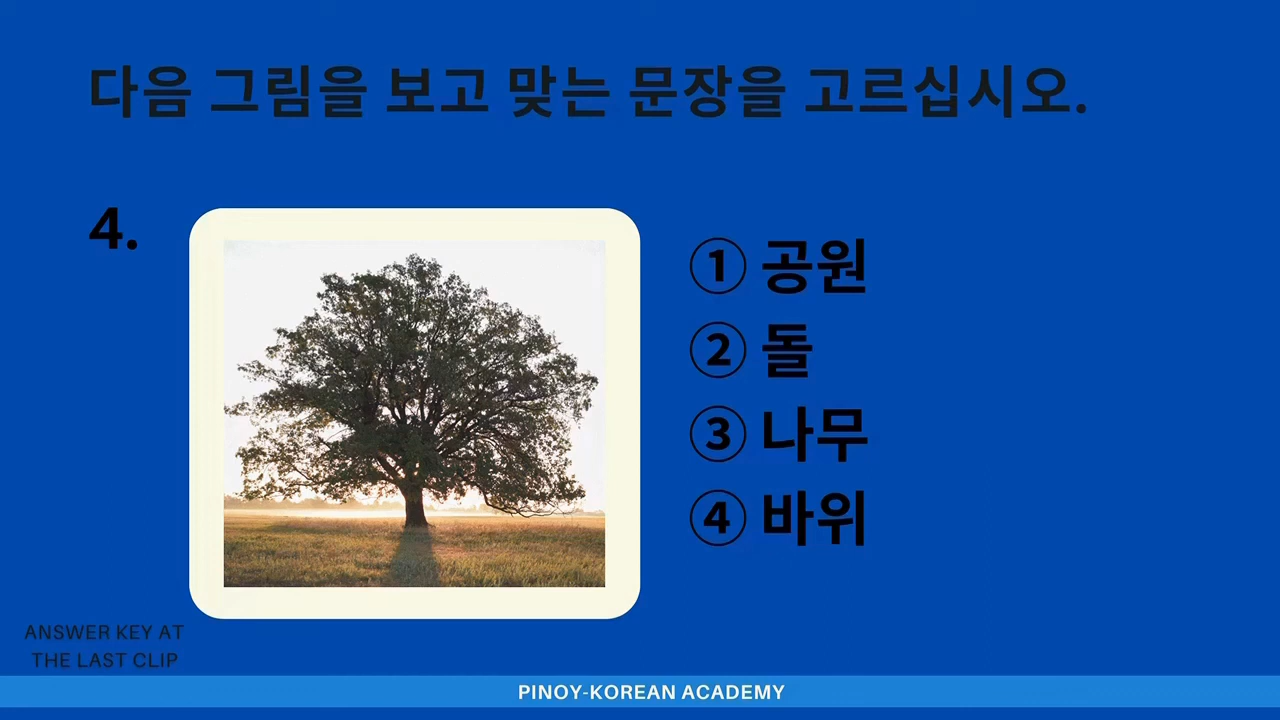 다음 그림을 보고 맞는 문장을 고르십시오.
4.
① 공원
② 돌
③ 나무
④ 바위
ANSWER KEY AT
THE LAST CLIP
PINOY-KOREAN ACADEMY